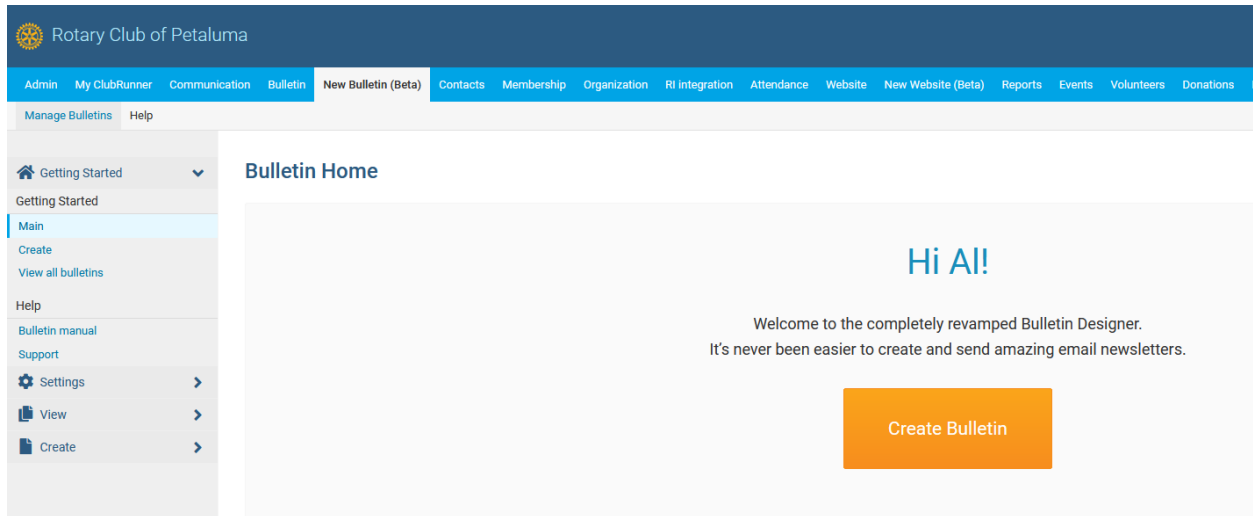 Rotary Club of Petaluma
Admin My ClubRunner Communication Bulletin New Bulletin (Beta) Contacts Membership Organization RI integration Attendance Website New Website (Beta) Reports Events Volunteers Donations
Manage Bulletins Help
Getting Started
Getting Started
Main
Create
View all bulletins
Help
Bulletin manual
Support
Settings
View
Create
Bulletin Home
Hi Al!
Welcome to the completely revamped Bulletin Designer.
It's never been easier to create and send amazing email newsletters.
Create Bulletin